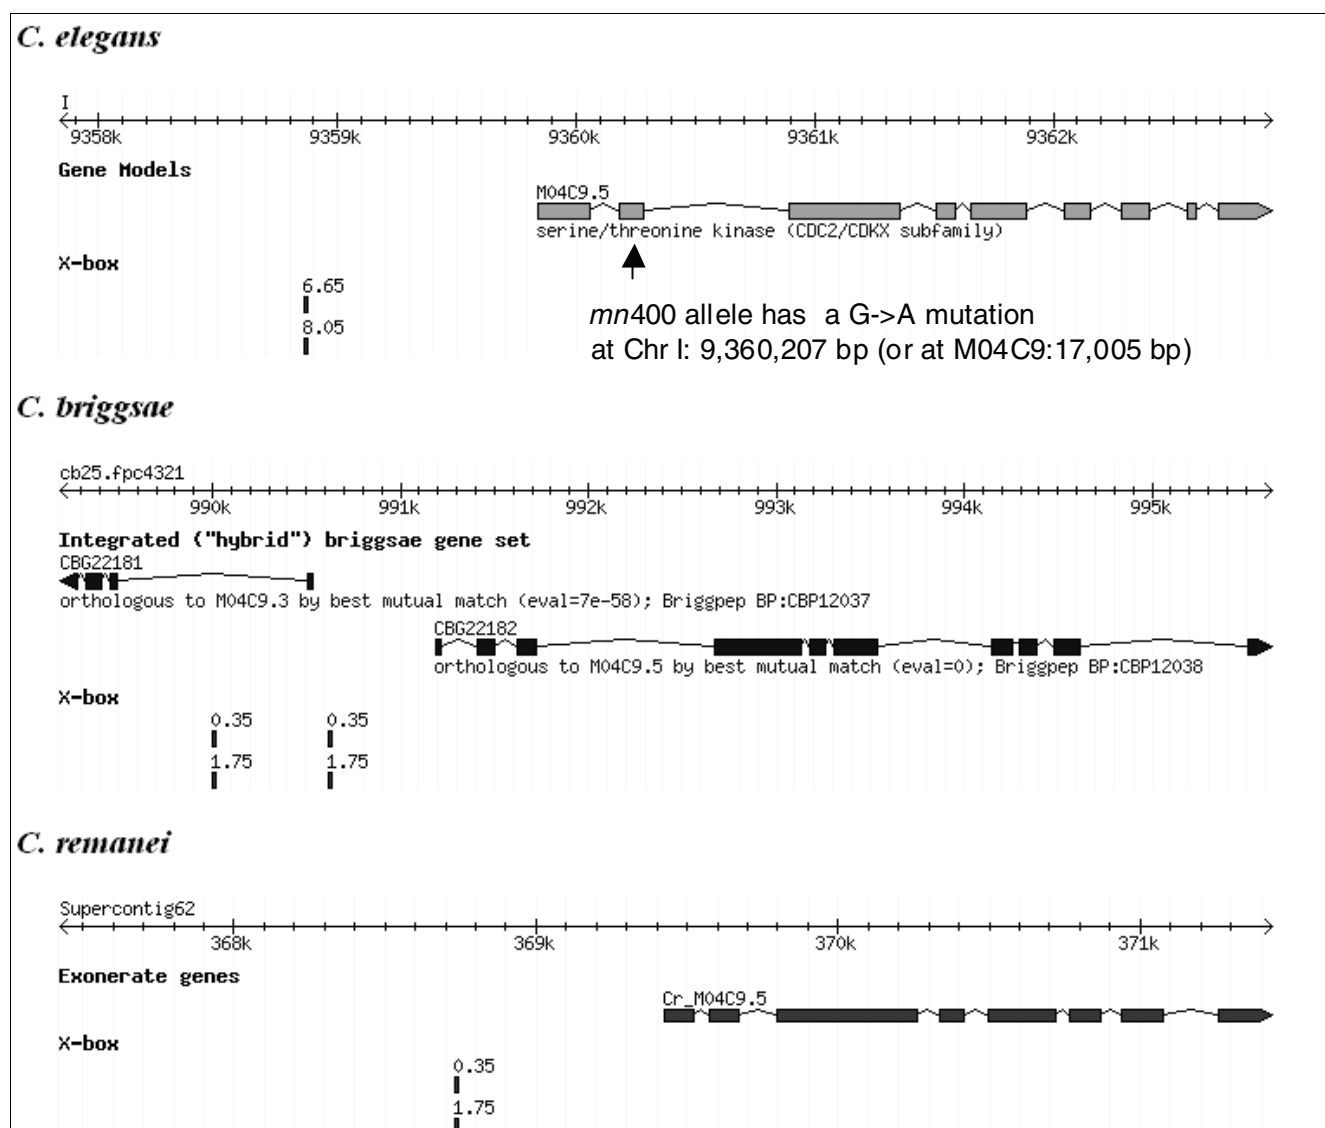 C. elegans
I
9358k 9359k 9360k 9361k 9362k
Gene Models
M04C9.5
serine/threonine kinase (CDC2/CDKX subfamily)
X-box
6.65
8.05
mn400 allele has a G->A mutation
at Chr I: 9,360,207 bp (or at M04C9:17,005 bp)
C. briggsae
cb25.fpc4321
990k 991k 992k 993k 994k 995k
Integrated ("hybrid") briggsae gene set
CBG22181
orthologous to M04C9.3 by best mutual match (eval=7e-58); Briggpep BP:CBP12037
CBG22182
orthologous to M04C9.5 by best mutual match (eval=0); Briggpep BP:CBP12038
X-box
0.35 0.35
1.75 1.75
C. remanei
Supercontig62
368k 369k 370k 371k
Exonerate genes
Cr_M04C9.5
X-box
0.35
1.75